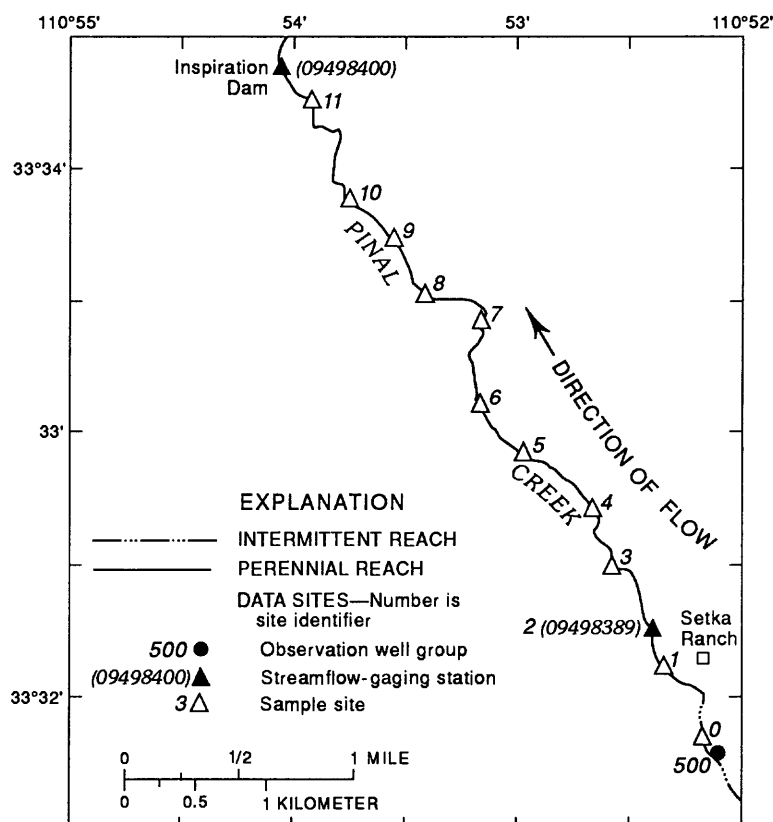 110°55'
54'
53'
110°52'
Inspiration
Dam
(09498400)
11
33°34'
10
PINAL
9
8
7
DIRECTION OF FLOW
6
33'
5
CREEK
4
3
EXPLANATION
INTERMITTENT REACH
PERENNIAL REACH
DATA SITES—Number is
site identifier
500
Observation well group
(09498400)
Streamflow-gaging station
3
Sample site
2 (09498389)
Setka
Ranch
1
33°32'
0
500
0 1/2 1 MILE
0 0.5 1 KILOMETER